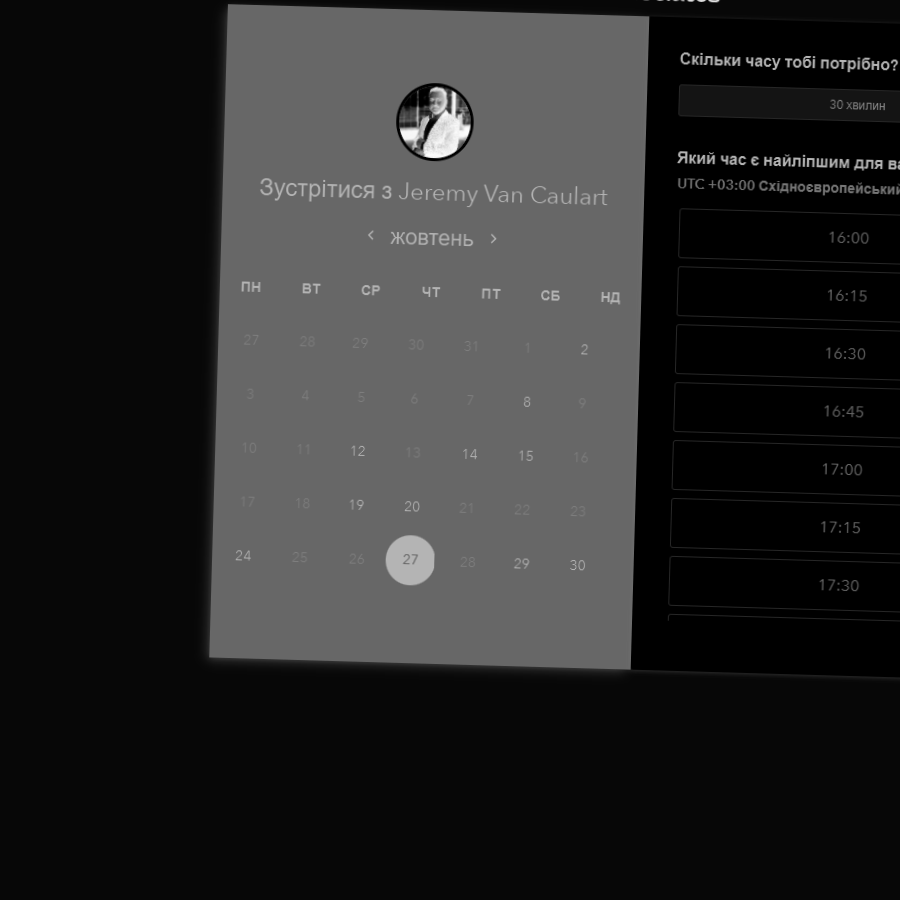 Зустрітися з Jeremy Van Caulart
жовтень
ПН ВТ СР ЧТ ПТ СБ НД
27 28 29 30 31 1 2
3 4 5 6 7 8 9
10 11 12 13 14 15 16
17 18 19 20 21 22 23
24 25 26 27 28 29 30
Скільки часу тобі потрібно?
30 хвилин
Який час є найліпшим для
UTC +03:00 Східноєвропейський
16:00
16:15
16:30
16:45
17:00
17:15
17:30